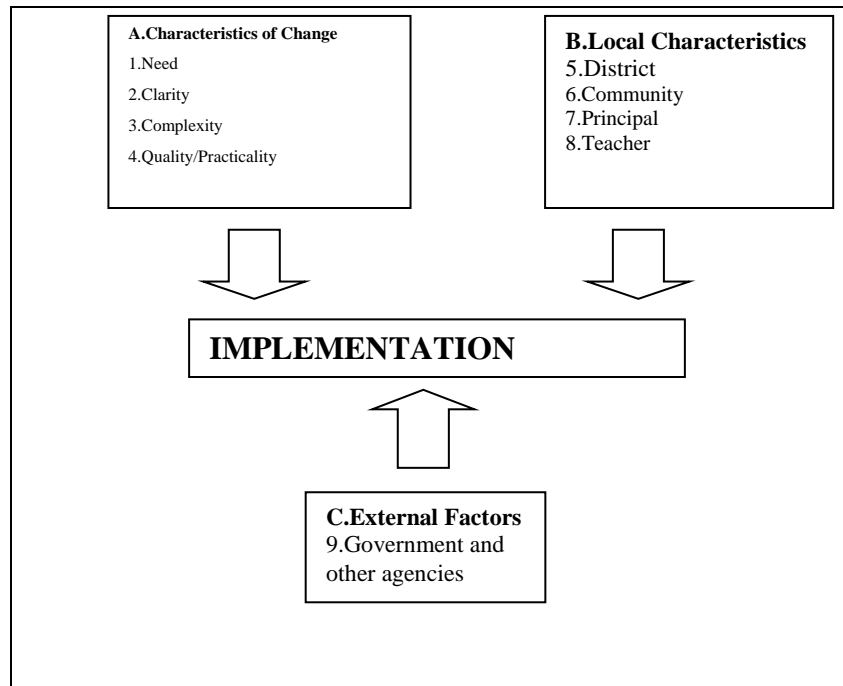 A.Characteristics of Change
1.Need
2.Clarity
3.Complexity
4.Quality/Practicality
B.Local Characteristics
5.District
6.Community
7.Principal
8.Teacher
IMPLEMENTATION
C.External Factors
9.Government and
other agencies